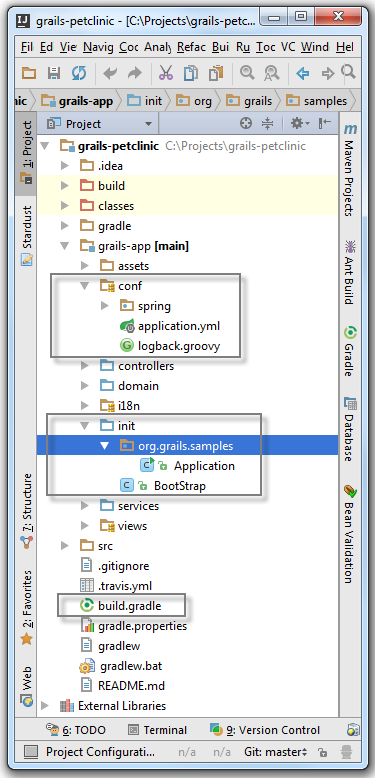 grails-petclinic - [C:\Projects\grails-petc...
Fil Ed Vie Navig Coc Analy Refac Bui Ru Toc VC Wind Hel
nic grails-app init org grails samples
Project
grails-petclinic C:\Projects\grails-petclinic
.idea
build
classes
gradle
grails-app [main]
assets
conf
spring
application.yml
logback.groovy
controllers
domain
i18n
init
org.grails.samples
Application
BootStrap
services
views
src
.gitignore
.travis.yml
build.gradle
gradle.properties
gradlew
gradlew.bat
README.md
External Libraries
1: Project
Stardust
7: Structure
2: Favorites
Web
Maven Projects
Ant Build
Gradle
Database
Bean Validation
6: TODO Terminal 9: Version Control
Project Configurati... n/a n/a Git: master